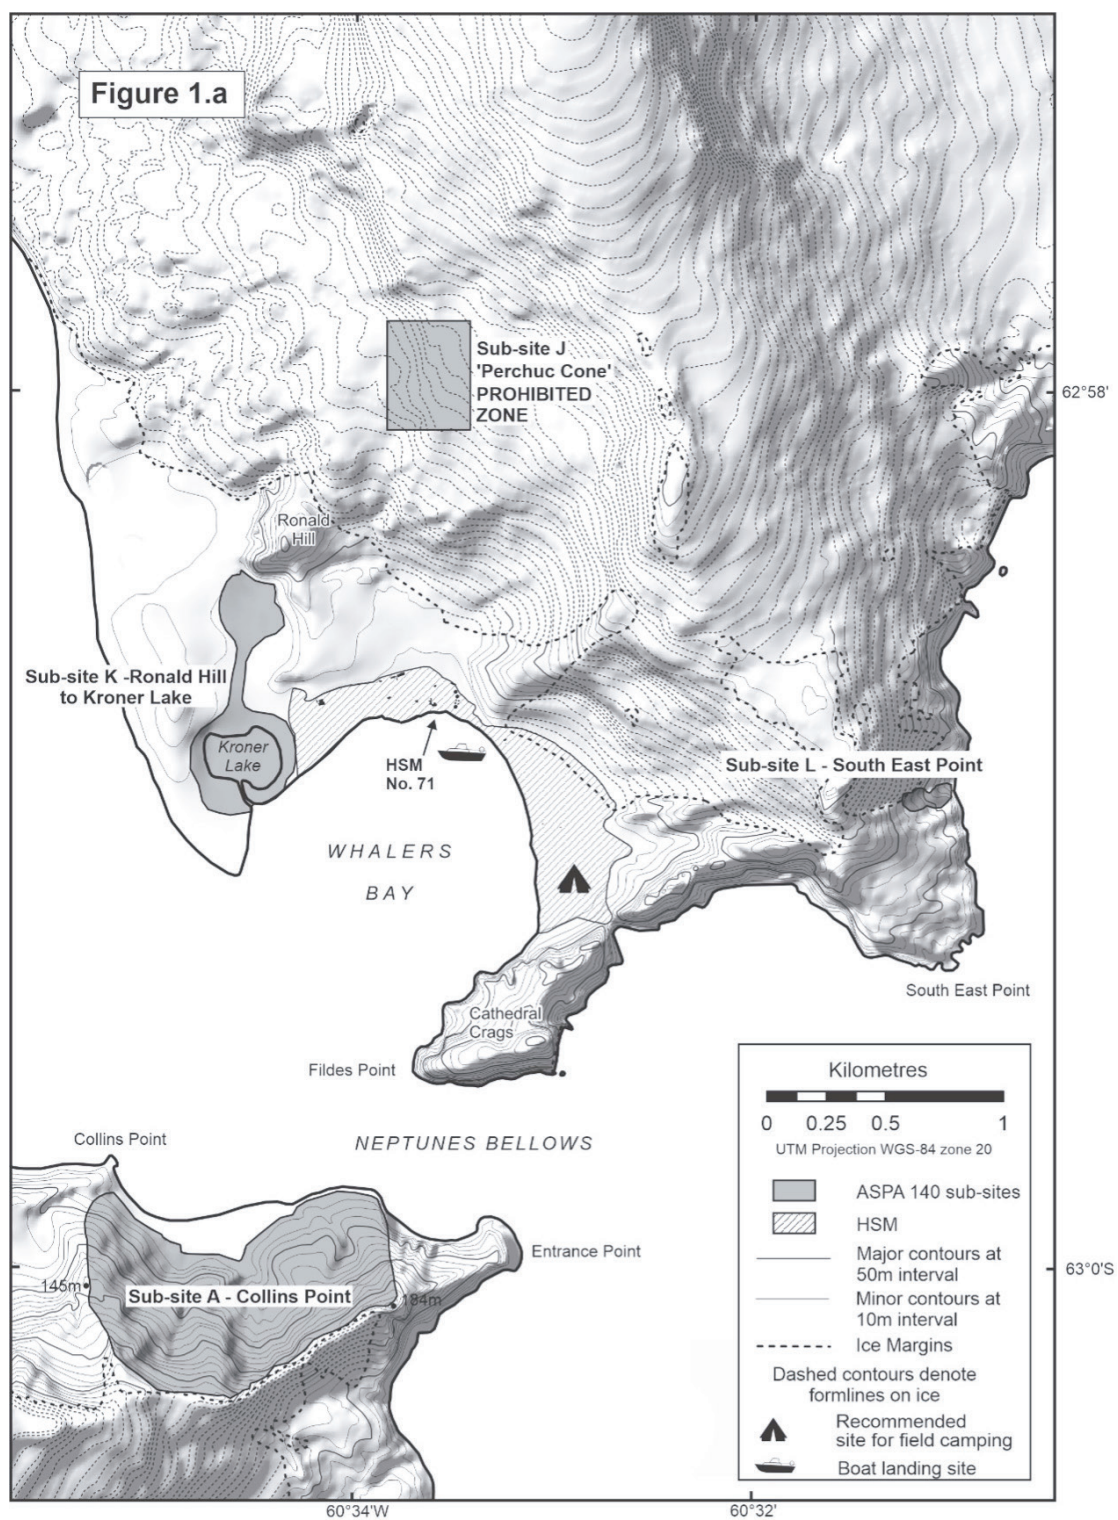 Figure 1.a
Sub-site J
'Perchuc Cone'
PROHIBITED
ZONE
62°58'
Ronald
Hill
Sub-site K -Ronald Hill
to Kroner Lake
Kroner
Lake
HSM
No. 71
Sub-site L - South East Point
WHALERS
BAY
South East Point
Cathedral
Crags
Fildes Point
NEPTUNES BELLOWS
Collins Point
Entrance Point
145m
Sub-site A - Collins Point
184m
63°0'S
Kilometres
0 0.25 0.5 1
UTM Projection WGS-84 zone 20
ASPA 140 sub-sites
HSM
Major contours at
50m interval
Minor contours at
10m interval
Ice Margins
Dashed contours denote
formlines on ice
Recommended
site for field camping
Boat landing site
60°34'W
60°32'